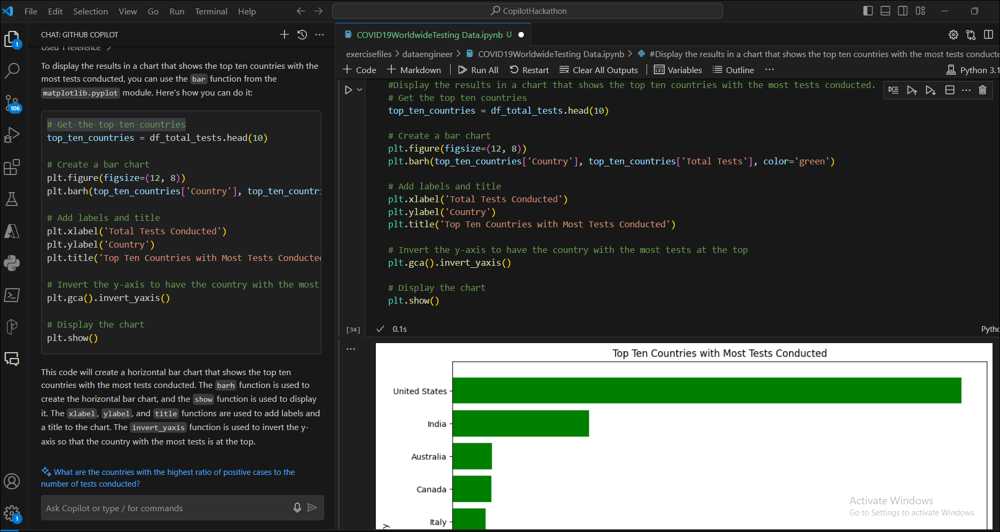 File Edit Selection View Go Run Terminal Help
CopilotHackathon
1
106
1
CHAT: GITHUB COPILOT
Used 1 reference
To display the results in a chart that shows the top ten countries with the
most tests conducted, you can use the bar function from the
matplotlib.pyplot module. Here's how you can do it:
# Get the top ten countries
top_ten_countries = df_total_tests.head(10)
# Create a bar chart
plt.figure(figsize=(12, 8))
plt.barh(top_ten_countries['Country'], top_ten_countri
# Add labels and title
plt.xlabel('Total Tests Conducted')
plt.ylabel('Country')
plt.title('Top Ten Countries with Most Tests Conducted
# Invert the y-axis to have the country with the most
plt.gca().invert_yaxis()
# Display the chart
plt.show()
This code will create a horizontal bar chart that shows the top ten
countries with the most tests conducted. The barh function is used to
create the horizontal bar chart, and the show function is used to display
it. The xlabel, ylabel, and title functions are used to add labels and
a title to the chart. The invert_yaxis function is used to invert the y-
axis so that the country with the most tests is at the top.
What are the countries with the highest ratio of positive cases to the
number of tests conducted?
Ask Copilot or type / for commands
COVID19WorldwideTesting Data.ipynb U
exercisefiles > dataengineer > COVID19WorldwideTesting Data.ipynb > #Display the results in a chart that shows the top ten countries with the most tests conducte
+ Code + Markdown Run All Restart Clear All Outputs Variables Outline ... Python 3.1
#Display the results in a chart that shows the top ten countries with the most tests conducted.
# Get the top ten countries
top_ten_countries = df_total_tests.head(10)
# Create a bar chart
plt.figure(figsize=(12, 8))
plt.barh(top_ten_countries['Country'], top_ten_countries['Total Tests'], color='green')
# Add labels and title
plt.xlabel('Total Tests Conducted')
plt.ylabel('Country')
plt.title('Top Ten Countries with Most Tests Conducted')
# Invert the y-axis to have the country with the most tests at the top
plt.gca().invert_yaxis()
# Display the chart
plt.show()
[34] 0.1s Pytho
Top Ten Countries with Most Tests Conducted
United States
India
Australia
Canada
Italy
y
Activate Windows
Go to Settings to activate Windows.